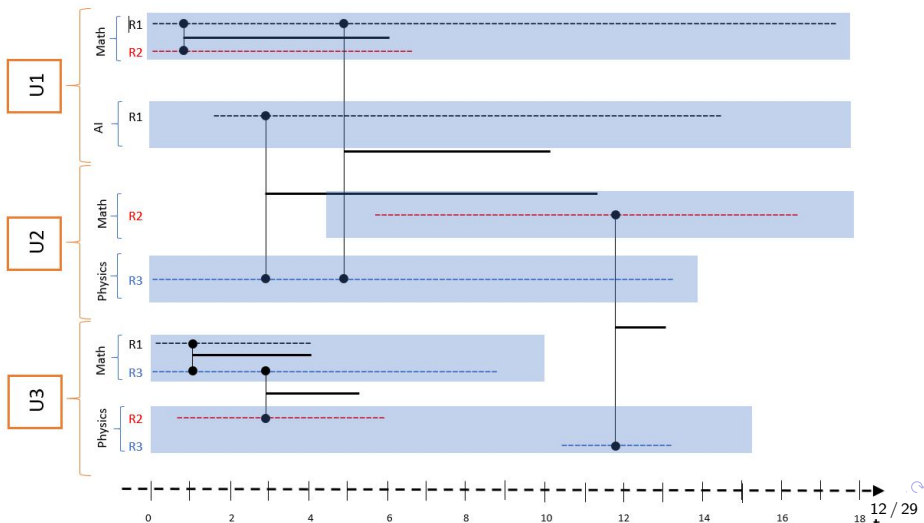 U1
Math
R1
R2
AI
R1
U2
Math
R2
Physics
R3
U3
Math
R1
R3
Physics
R2
R3
0 2 4 6 8 10 12 14 16 18
12 / 29